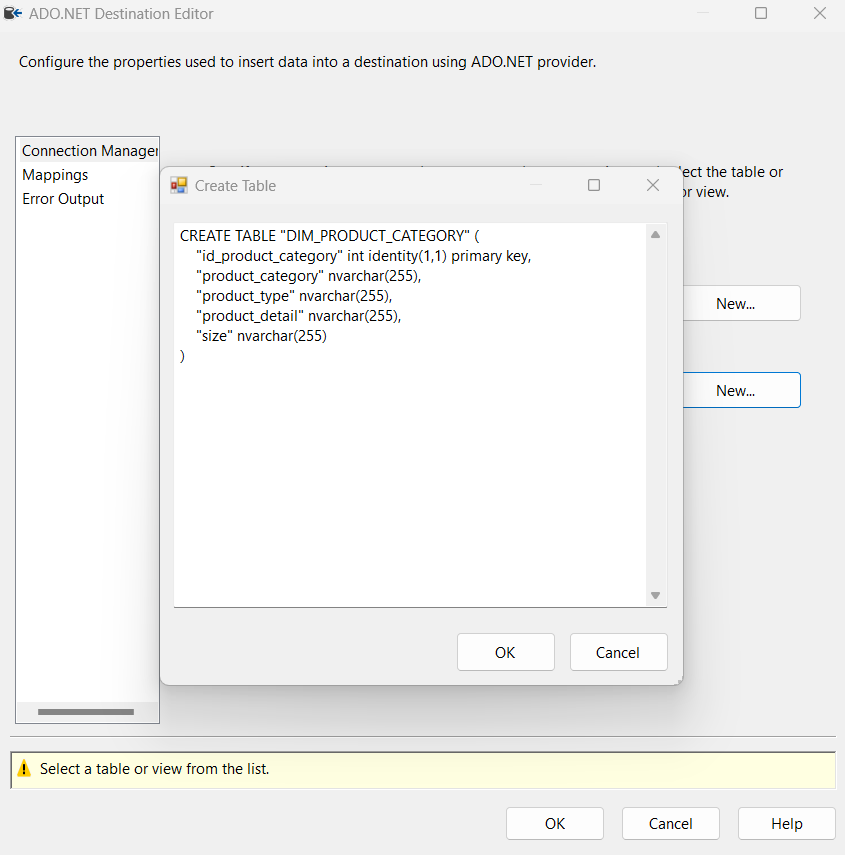 ADO.NET Destination Editor
Configure the properties used to insert data into a destination using ADO.NET provider.
Connection Manager
Mappings
Error Output
the table or
or view.
Create Table
CREATE TABLE "DIM_PRODUCT_CATEGORY" (
"id_product_category" int identity(1,1) primary key,
"product_category" nvarchar(255),
"product_type" nvarchar(255),
"product_detail" nvarchar(255),
"size" nvarchar(255)
)
New...
New...
OK
Cancel
Select a table or view from the list.
OK
Cancel
Help